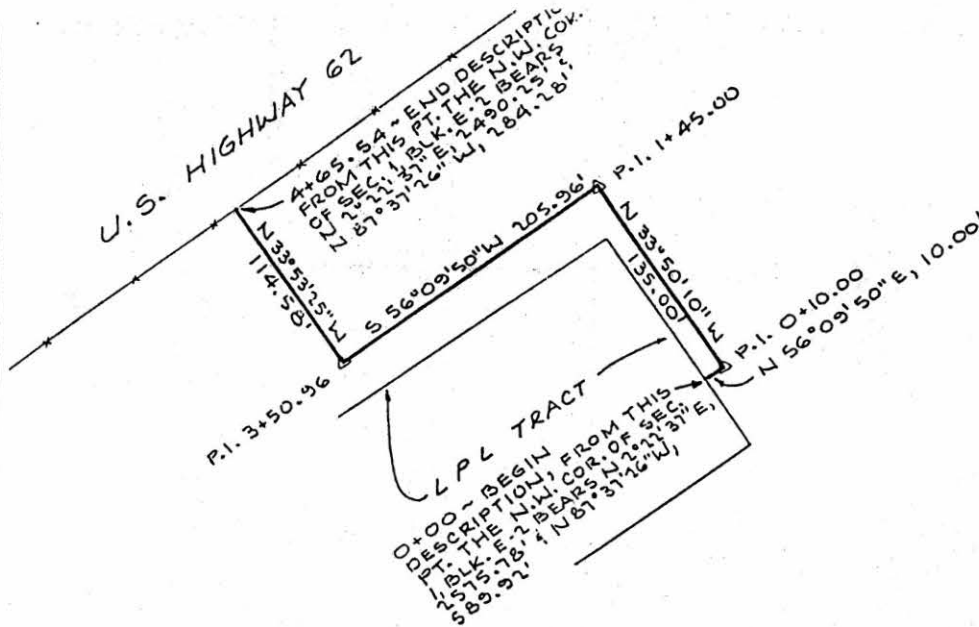 U.S. HIGHWAY 62
4+65.54 ~ END DESCRIPTIO
FROM THIS PT. THE N.W. COR.
OF SEC. 1, BLK. E-2 BEARS
N 2°22'37" E, 2490.25' &
N 87°37'26" W, 284.28';
P.I. 1+45.00
N 33°53'25" W
114.58'
S 56°09'50" W 205.96'
N 33°50'10" W
135.00'
P.I. 0+10.00
N 56°09'50" E, 10.00'
P.I. 3+50.96
LPL TRACT
0+00 ~ BEGIN
DESCRIPTION, FROM THIS
PT. THE N.W. COR. OF SEC.
1, BLK. E-2 BEARS N 2°22'37" E,
2575.78' & N 87°37'26" W,
589.92'